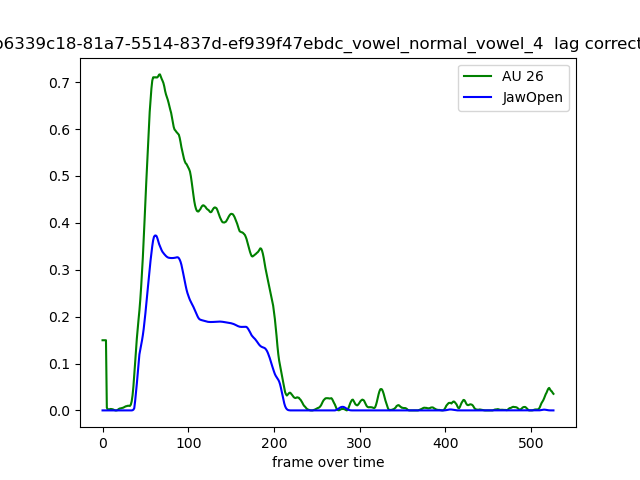 b6339c18-81a7-5514-837d-ef939f47ebdc_vowel_normal_vowel_4 lag correct
AU 26
JawOpen
0.7
0.6
0.5
0.4
0.3
0.2
0.1
0.0
0 100 200 300 400 500
frame over time